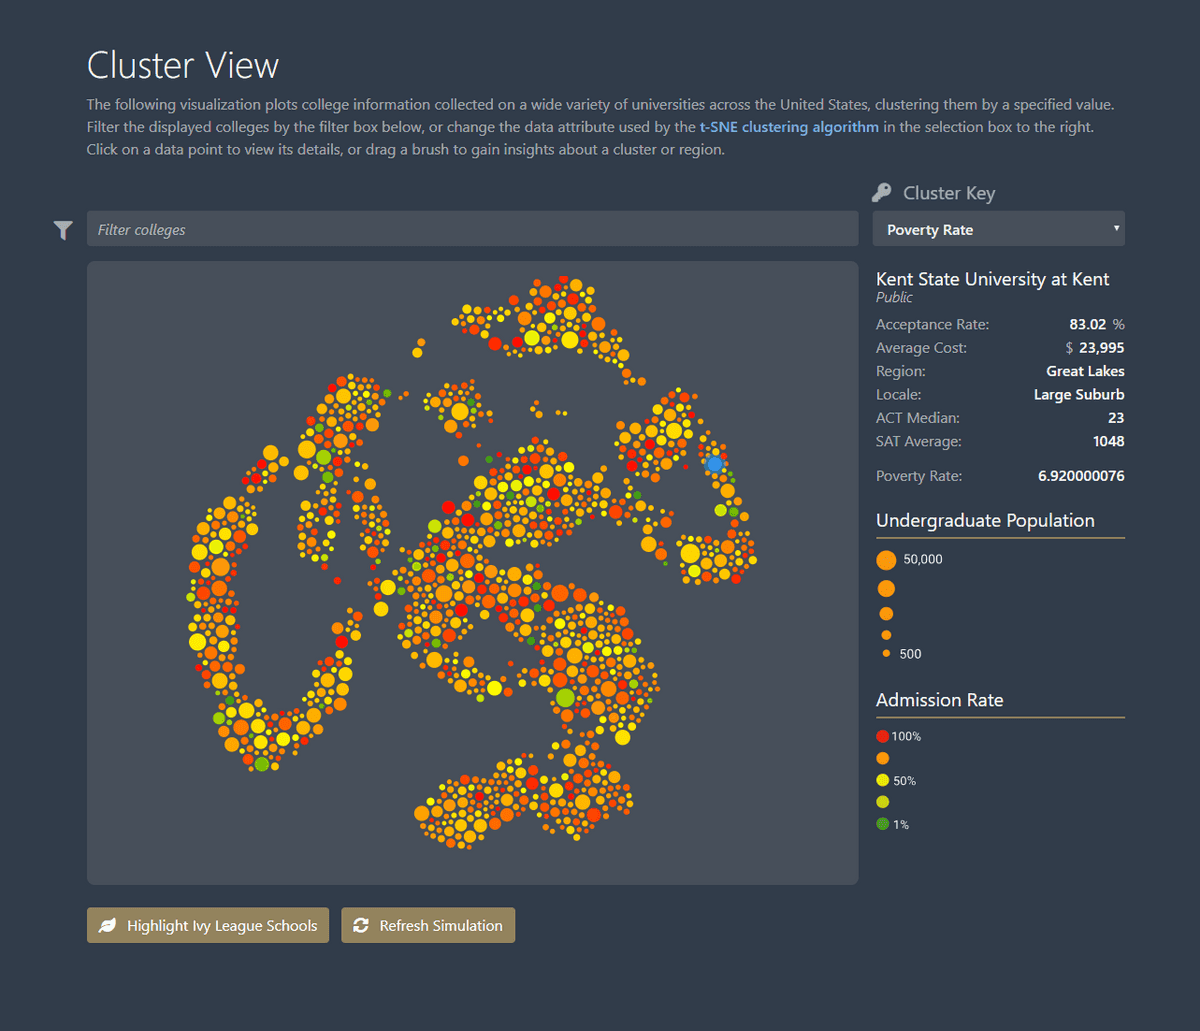 Cluster View
The following visualization plots college information collected on a wide variety of universities across the United States, clustering them by a specified value.
Filter the displayed colleges by the filter box below, or change the data attribute used by the t-SNE clustering algorithm in the selection box to the right.
Click on a data point to view its details, or drag a brush to gain insights about a cluster or region.
Cluster Key
Filter colleges
Poverty Rate
Kent State University at Kent
Public
Acceptance Rate: 83.02 %
Average Cost: $ 23,995
Region: Great Lakes
Locale: Large Suburb
ACT Median: 23
SAT Average: 1048
Poverty Rate: 6.920000076
Undergraduate Population
50,000
500
Admission Rate
100%
50%
1%
Highlight Ivy League Schools
Refresh Simulation